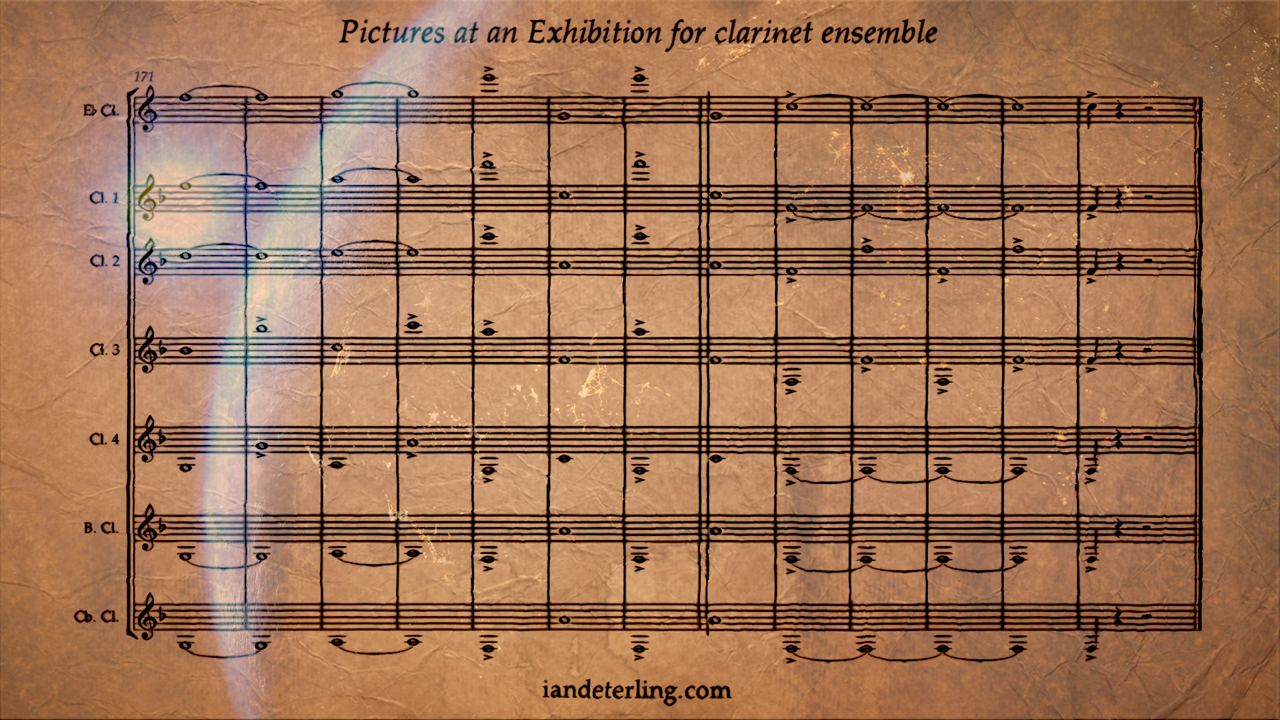 Pictures at an Exhibition for clarinet ensemble
171
E♭ Cl.
Cl. 1
Cl. 2
Cl. 3
Cl. 4
B. Cl.
Cb. Cl.
iandeterling.com